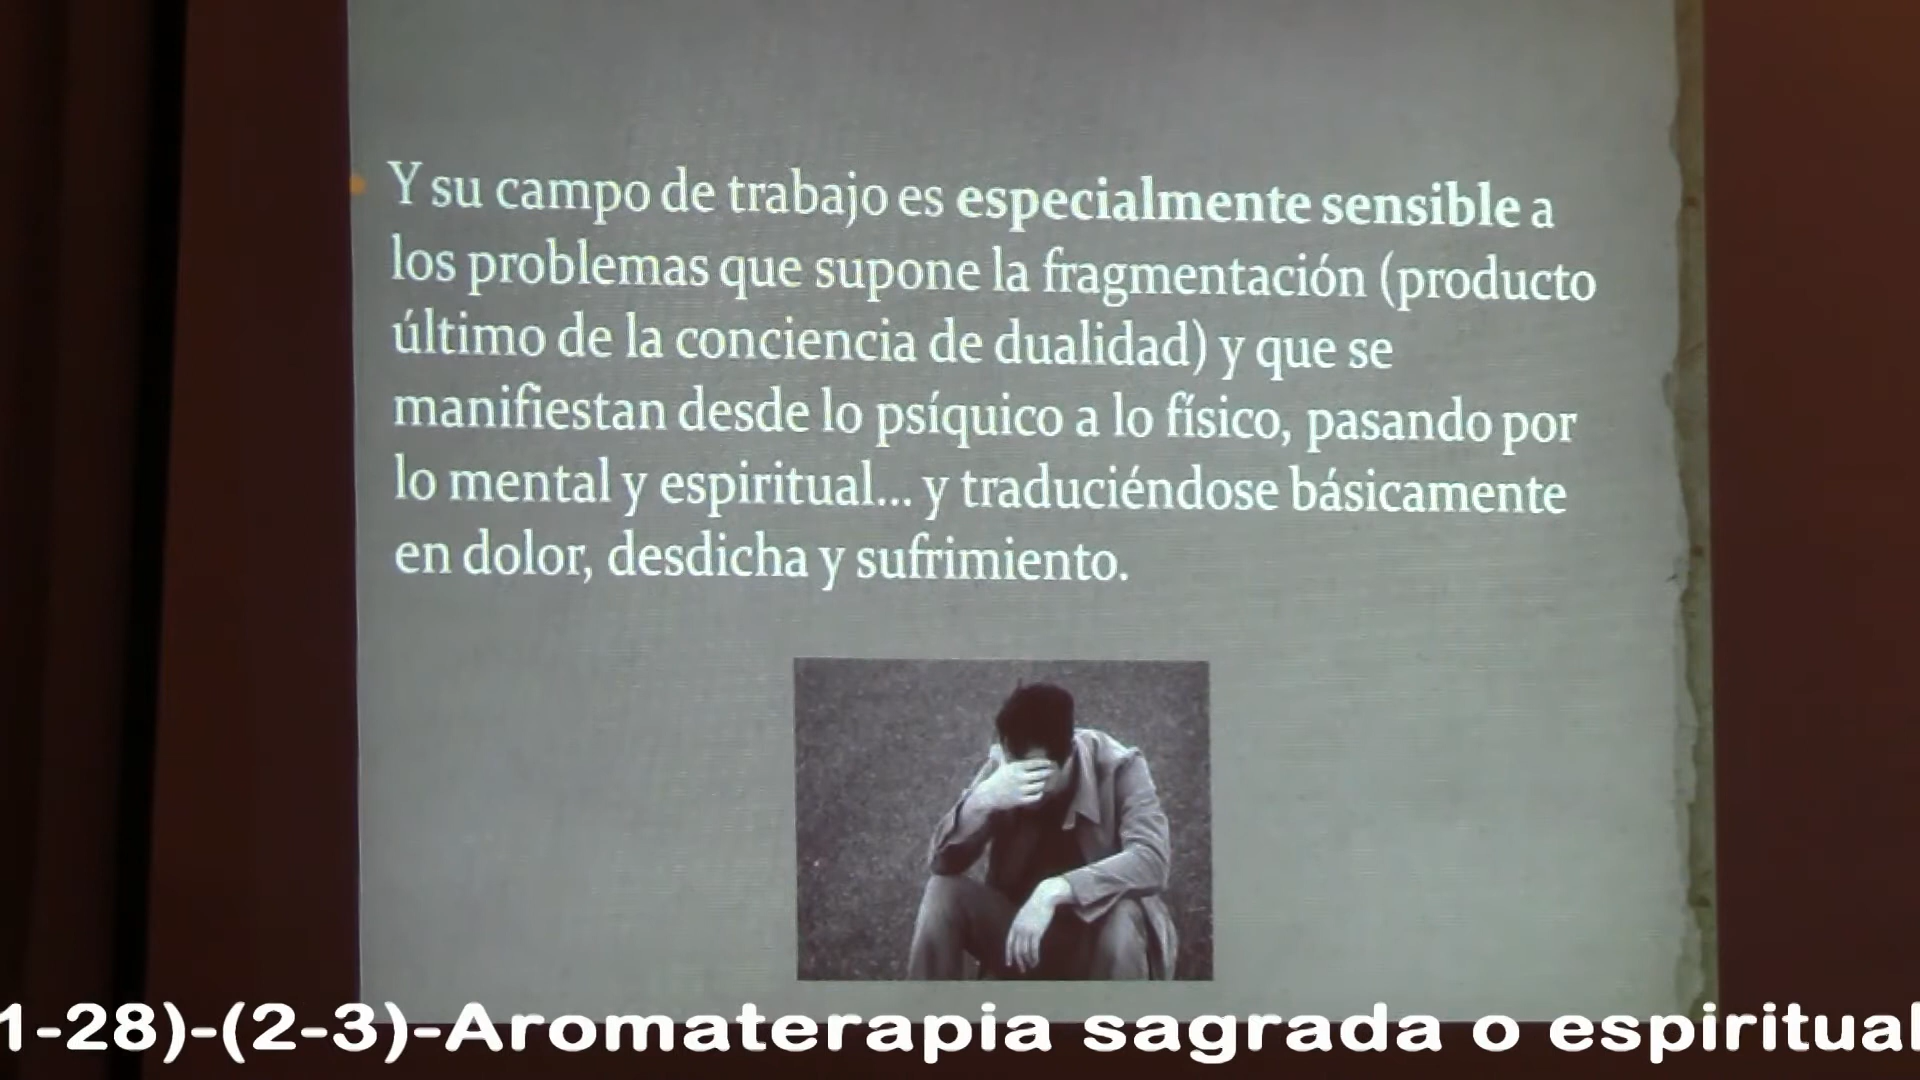 Y su campo de trabajo es especialmente sensible a
los problemas que supone la fragmentación (producto
último de la conciencia de dualidad) y que se
manifiestan desde lo psíquico a lo físico, pasando por
lo mental y espiritual... y traduciéndose básicamente
en dolor, desdicha y sufrimiento.
1-28)-(2-3)-Aromaterapia sagrada o espiritual